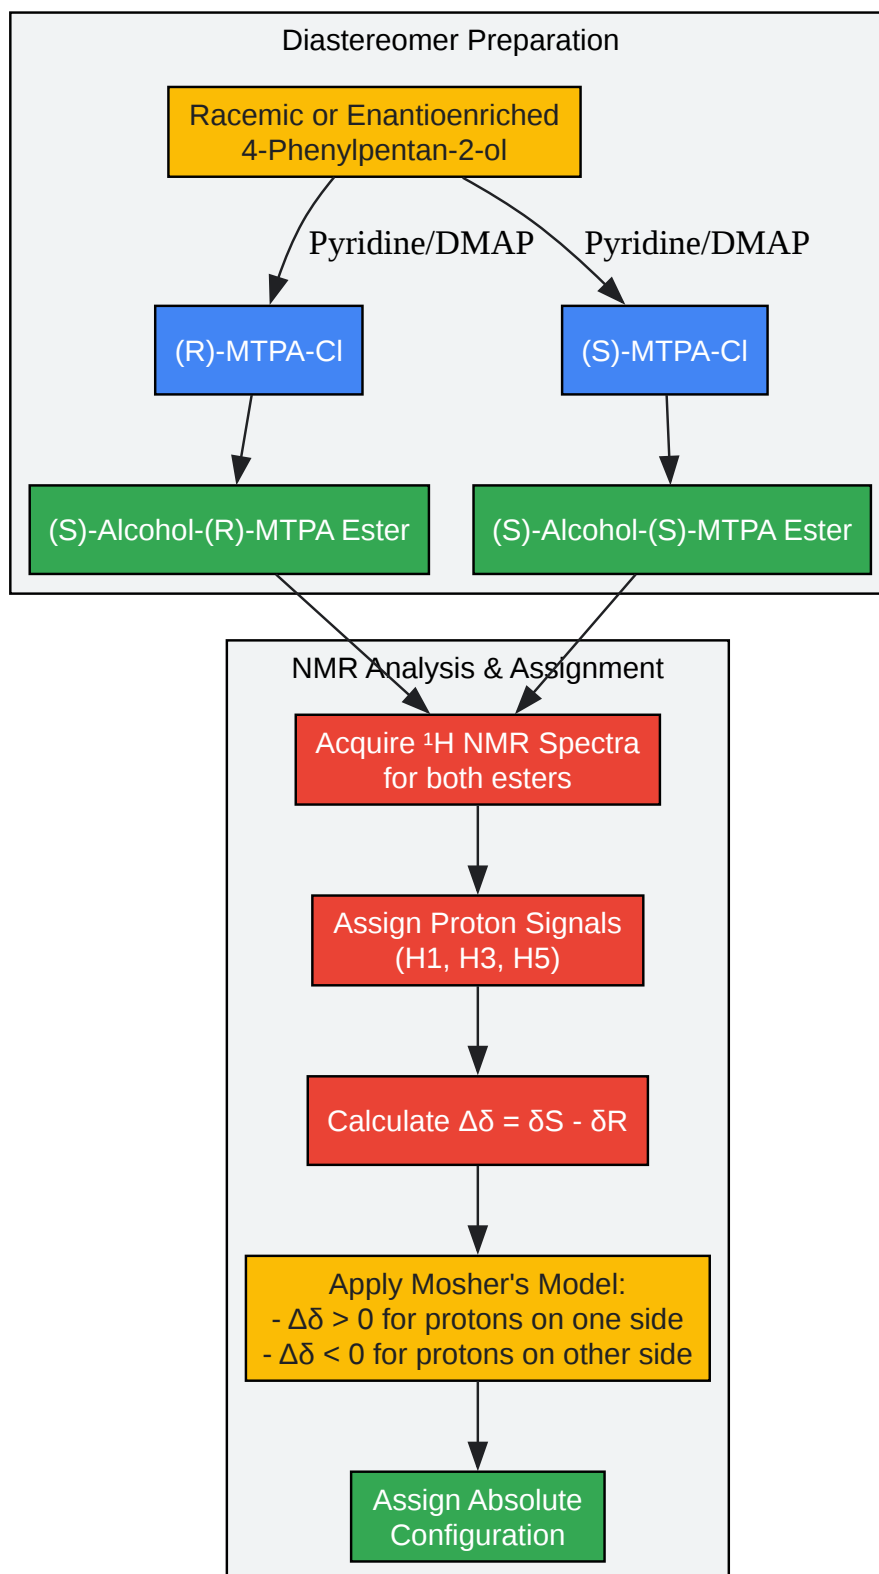 Diastereomer Preparation
Racemic or Enantioenriched
4-Phenylpentan-2-ol
Pyridine/DMAP
Pyridine/DMAP
(R)-MTPA-Cl
(S)-MTPA-Cl
(S)-Alcohol-(R)-MTPA Ester
(S)-Alcohol-(S)-MTPA Ester
NMR Analysis & Assignment
Acquire ¹H NMR Spectra
for both esters
Assign Proton Signals
(H1, H3, H5)
Calculate Δδ = δS - δR
Apply Mosher's Model:
- Δδ > 0 for protons on one side
- Δδ < 0 for protons on other side
Assign Absolute
Configuration